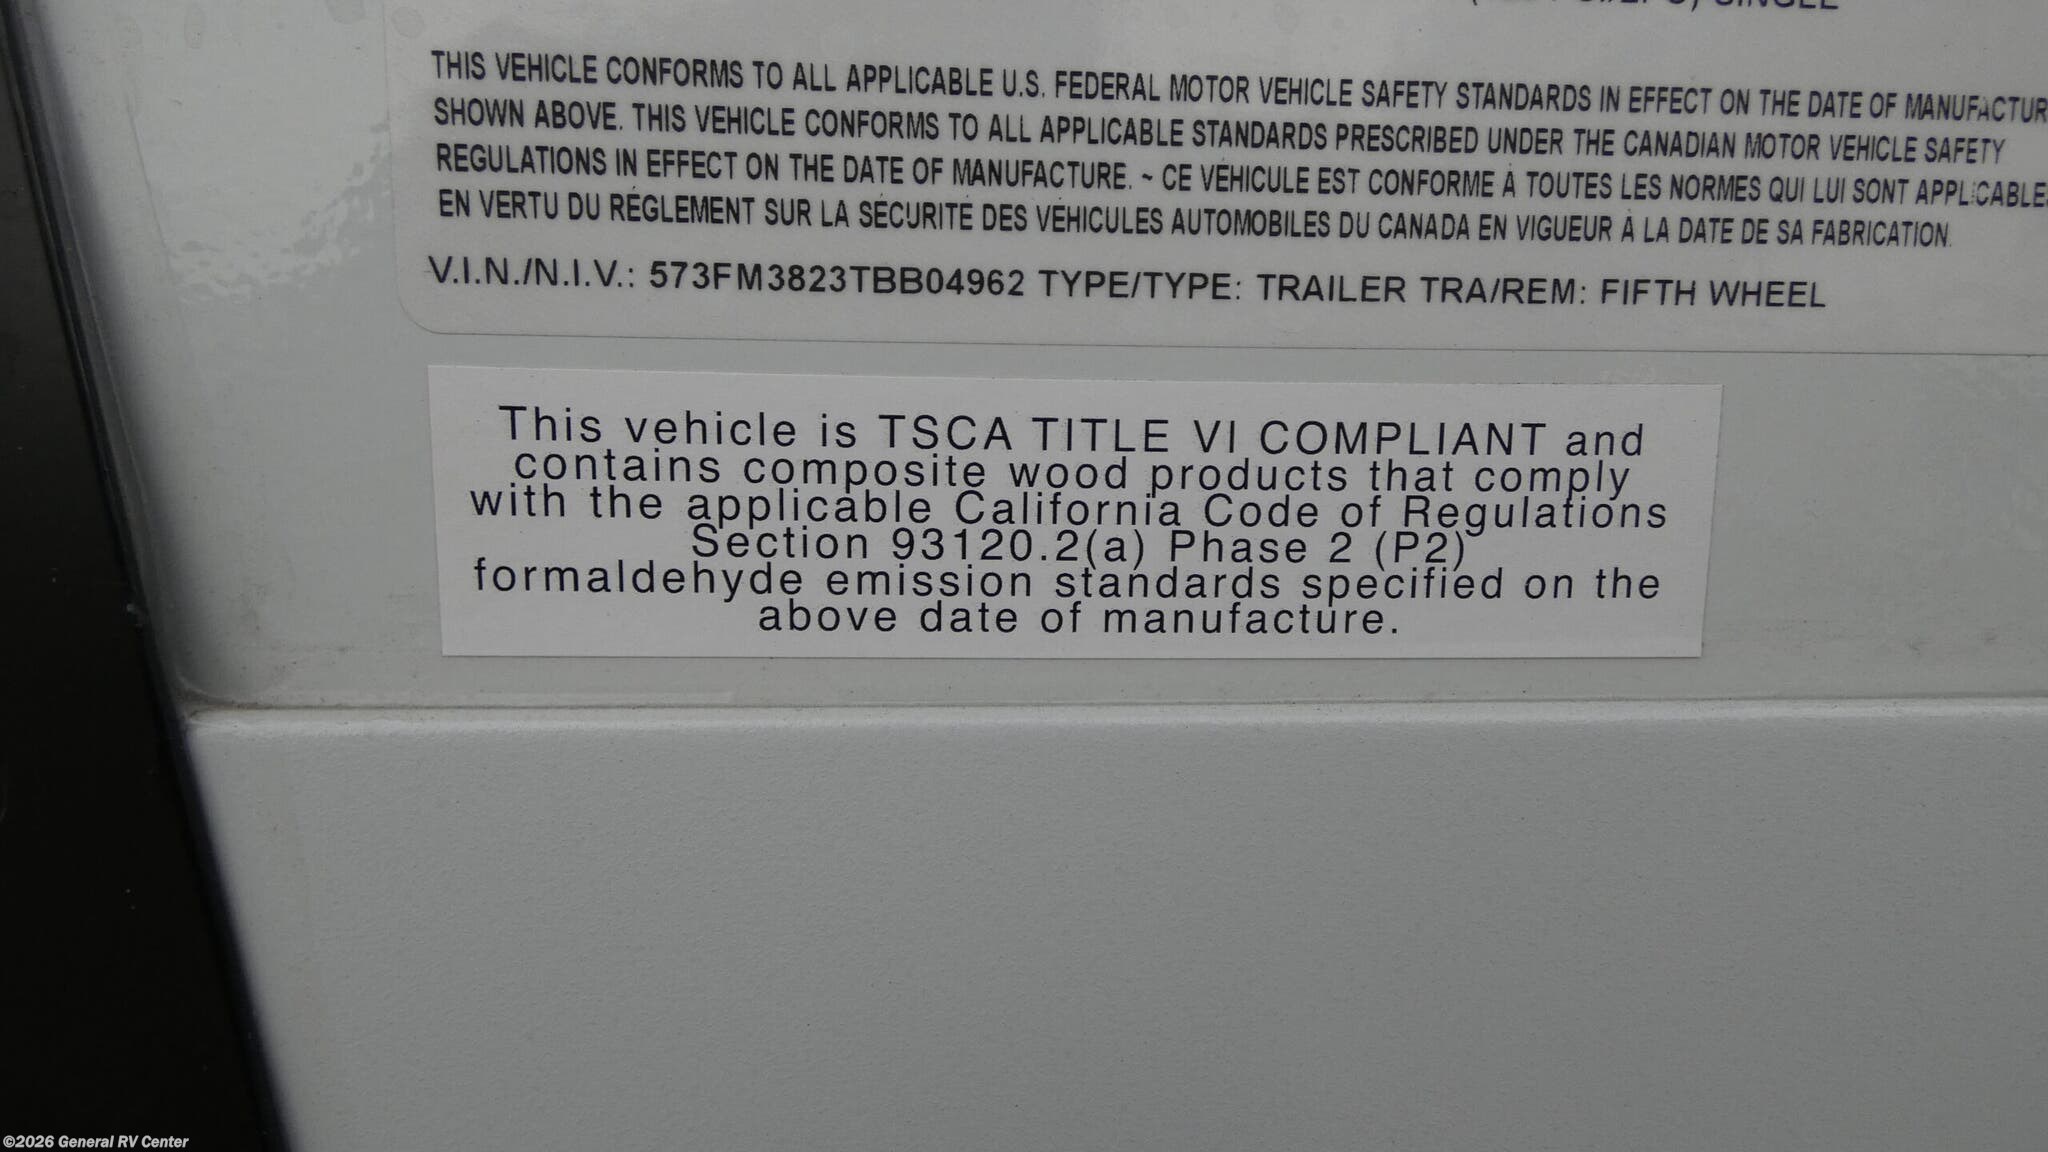 SINGLE
THIS VEHICLE CONFORMS TO ALL APPLICABLE U.S. FEDERAL MOTOR VEHICLE SAFETY STANDARDS IN EFFECT ON THE DATE OF MANUFACTUR
SHOWN ABOVE. THIS VEHICLE CONFORMS TO ALL APPLICABLE STANDARDS PRESCRIBED UNDER THE CANADIAN MOTOR VEHICLE SAFETY
REGULATIONS IN EFFECT ON THE DATE OF MANUFACTURE. ~ CE VÉHICULE EST CONFORME À TOUTES LES NORMES QUI LUI SONT APPLICABLES
EN VERTU DU RÉGLEMENT SUR LA SÉCURITÉ DES VÉHICULES AUTOMOBILES DU CANADA EN VIGUEUR À LA DATE DE SA FABRICATION.
V.I.N./N.I.V.: 573FM3823TBB04962 TYPE/TYPE: TRAILER TRA/REM: FIFTH WHEEL
This vehicle is TSCA TITLE VI COMPLIANT and
contains composite wood products that comply
with the applicable California Code of Regulations
Section 93120.2(a) Phase 2 (P2)
formaldehyde emission standards specified on the
above date of manufacture.
©2026 General RV Center